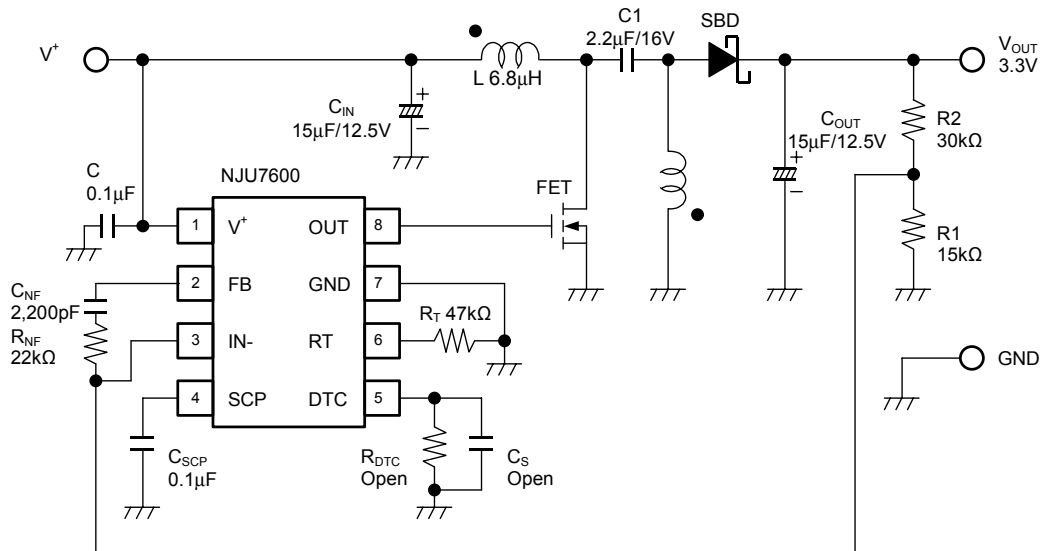 C1
2.2μF/16V
SBD
V⁺
L 6.8μH
VOUT
3.3V
CIN
15μF/12.5V
COUT
15μF/12.5V
R2
30kΩ
C
0.1μF
NJU7600
FET
1 V⁺ OUT 8
R1
15kΩ
CNF
2,200pF
2 FB GND 7
RNF
22kΩ
3 IN- RT 6
RT 47kΩ
GND
4 SCP DTC 5
CSCP
0.1μF
RDTC
Open
CS
Open
+
−
+
−